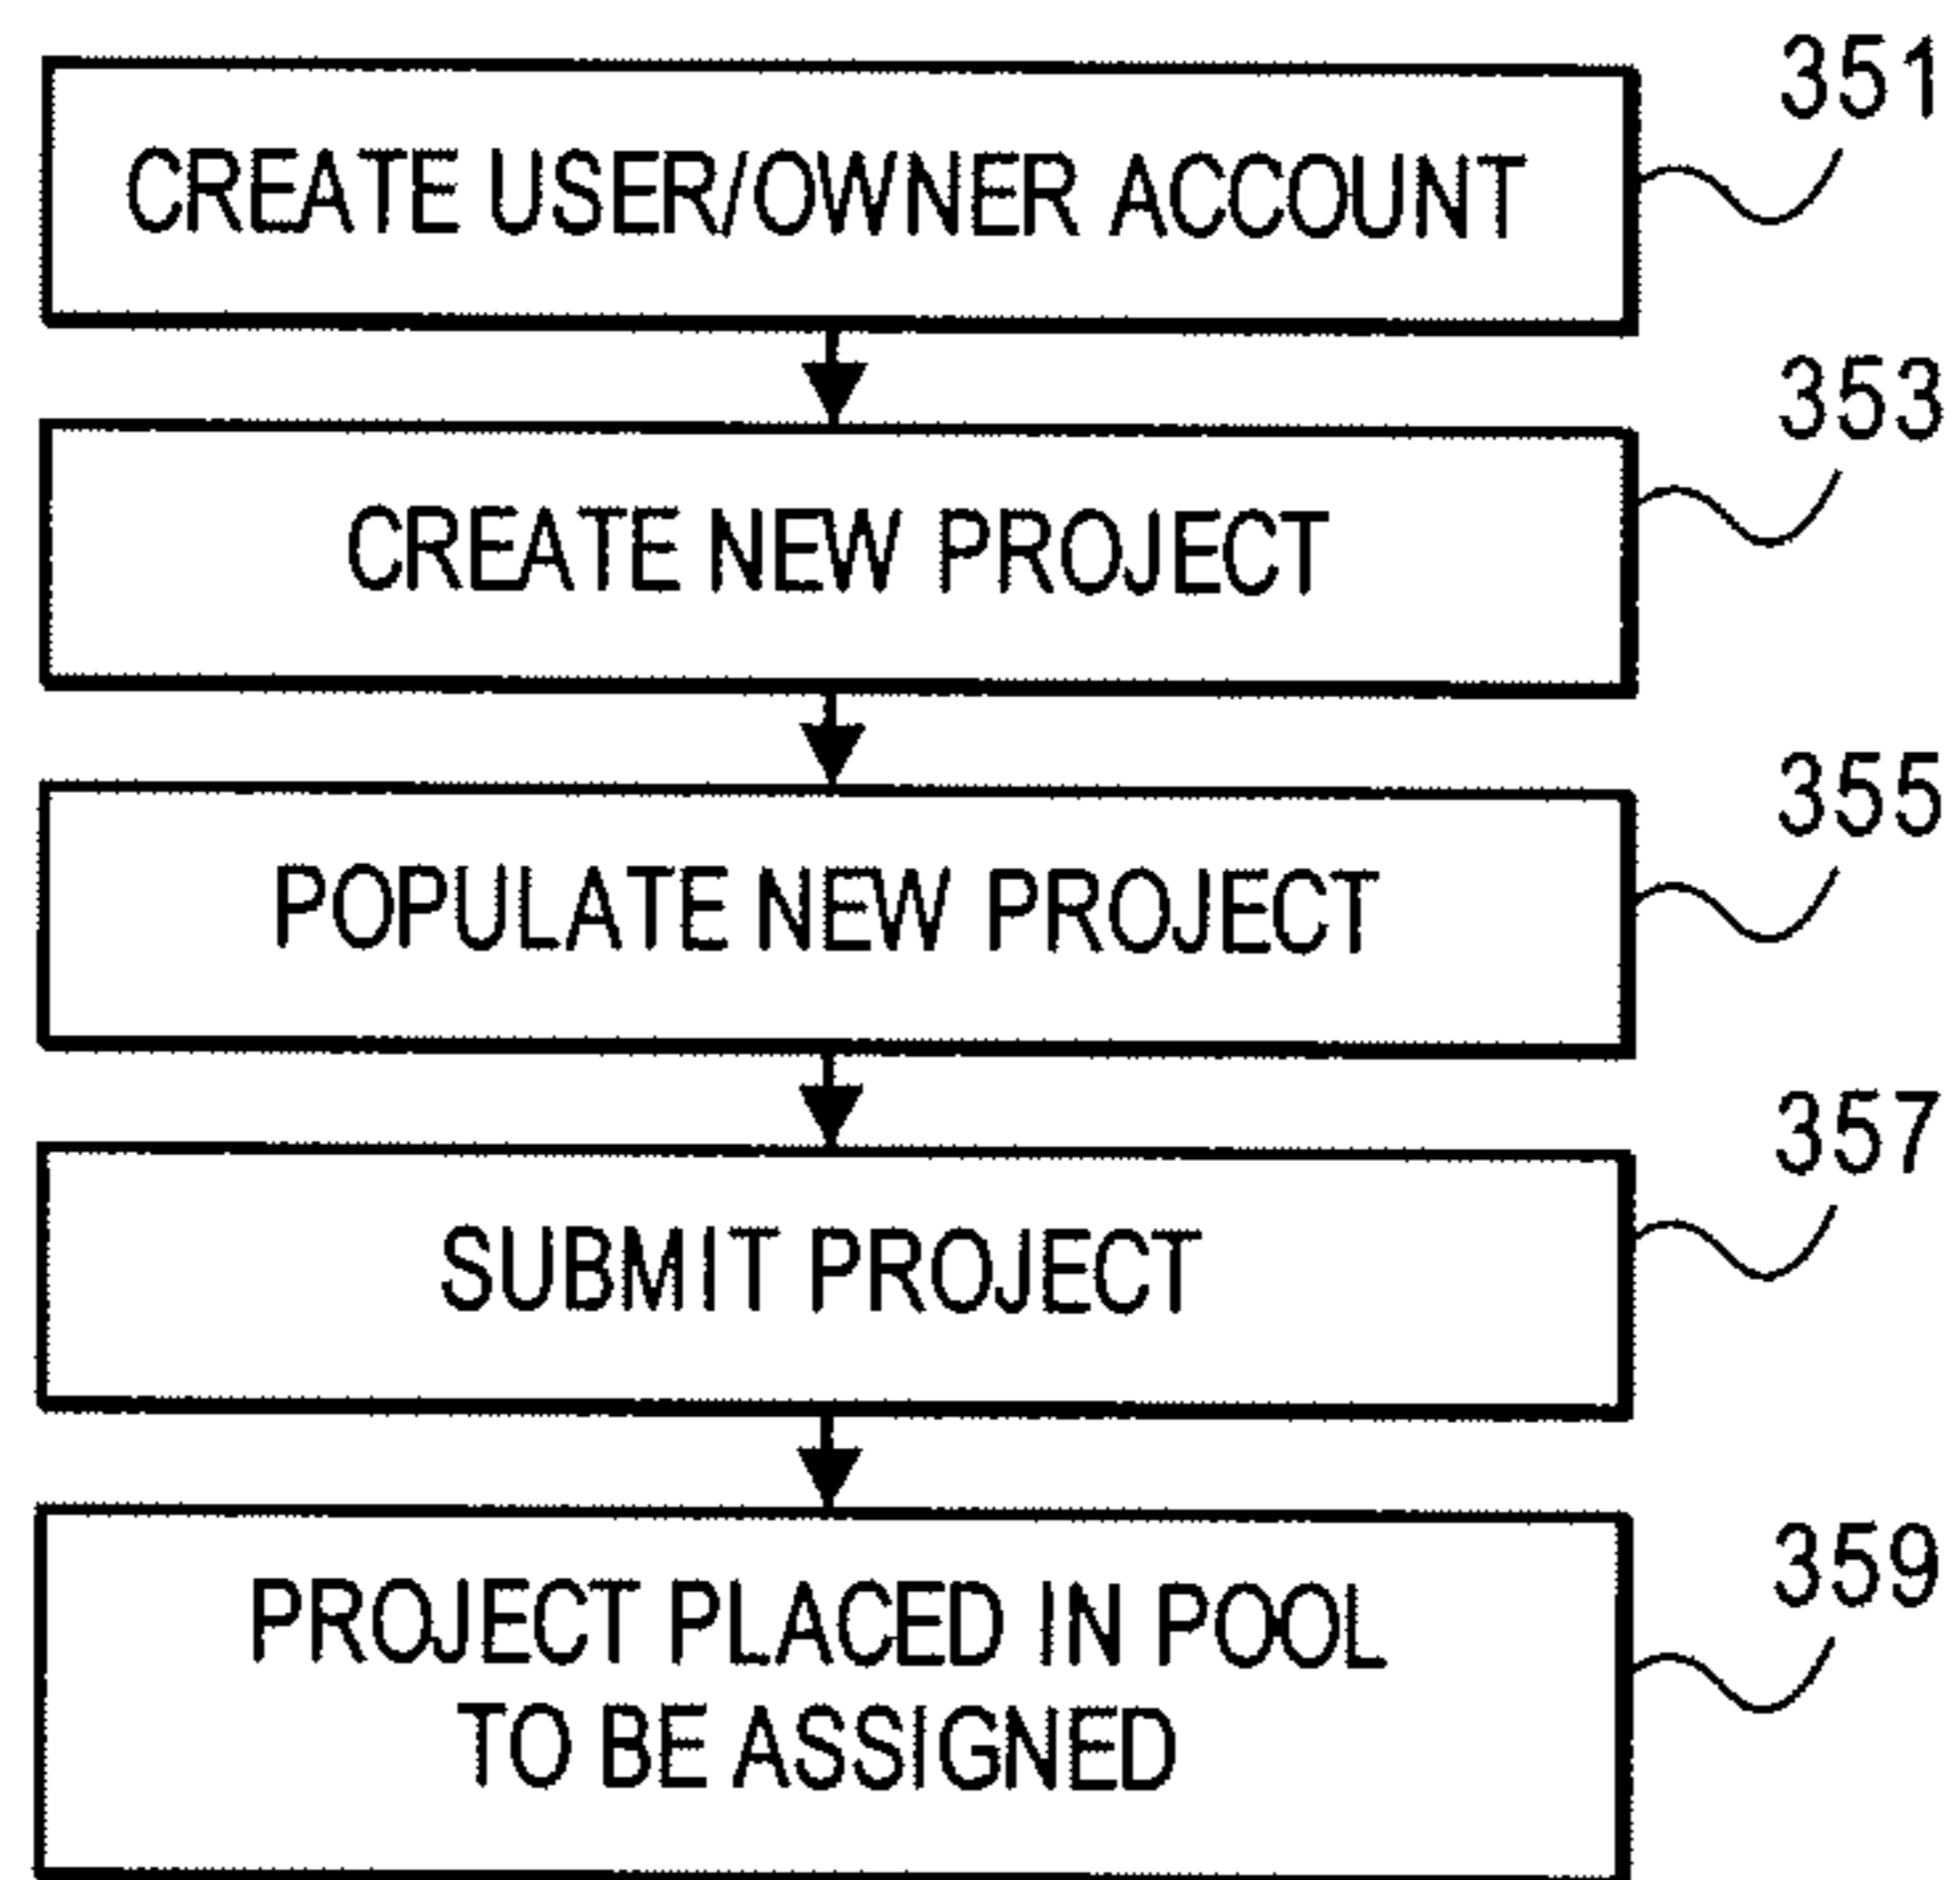 351
CREATE USER/OWNER ACCOUNT
353
CREATE NEW PROJECT
355
POPULATE NEW PROJECT
357
SUBMIT PROJECT
359
PROJECT PLACED IN POOL
TO BE ASSIGNED